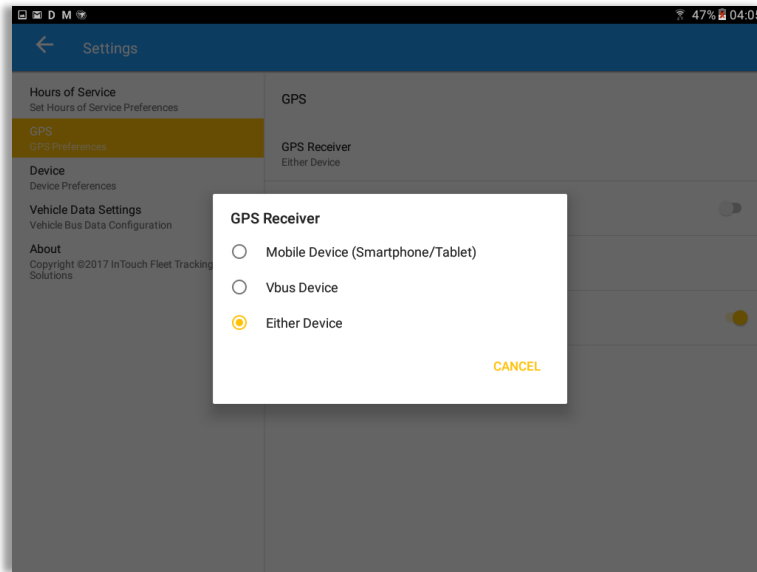 D M 47% 04:05
Settings
Hours of Service
Set Hours of Service Preferences
GPS
GPS Preferences
Device
Device Preferences
Vehicle Data Settings
Vehicle Bus Data Configuration
About
Copyright ©2017 InTouch Fleet Tracking
Solutions
GPS
GPS Receiver
Either Device
GPS Receiver
Mobile Device (Smartphone/Tablet)
Vbus Device
Either Device
CANCEL